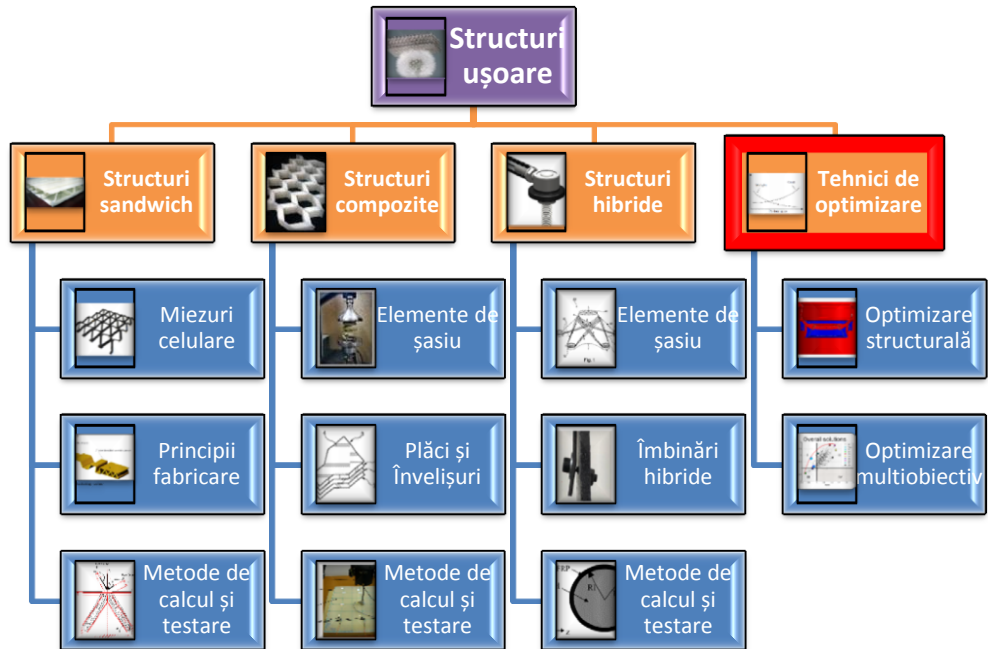 Structuri
ușoare
Structuri
sandwich
Structuri
compozite
Structuri
hibride
Tehnici de
optimizare
Miezuri
celulare
Elemente de
șasiu
Elemente de
șasiu
Optimizare
structurală
Principii
fabricare
Plăci și
Învelișuri
Îmbinări
hibride
Optimizare
multiobiectiv
Metode de
calcul și
testare
Metode de
calcul și
testare
Metode de
calcul și
testare